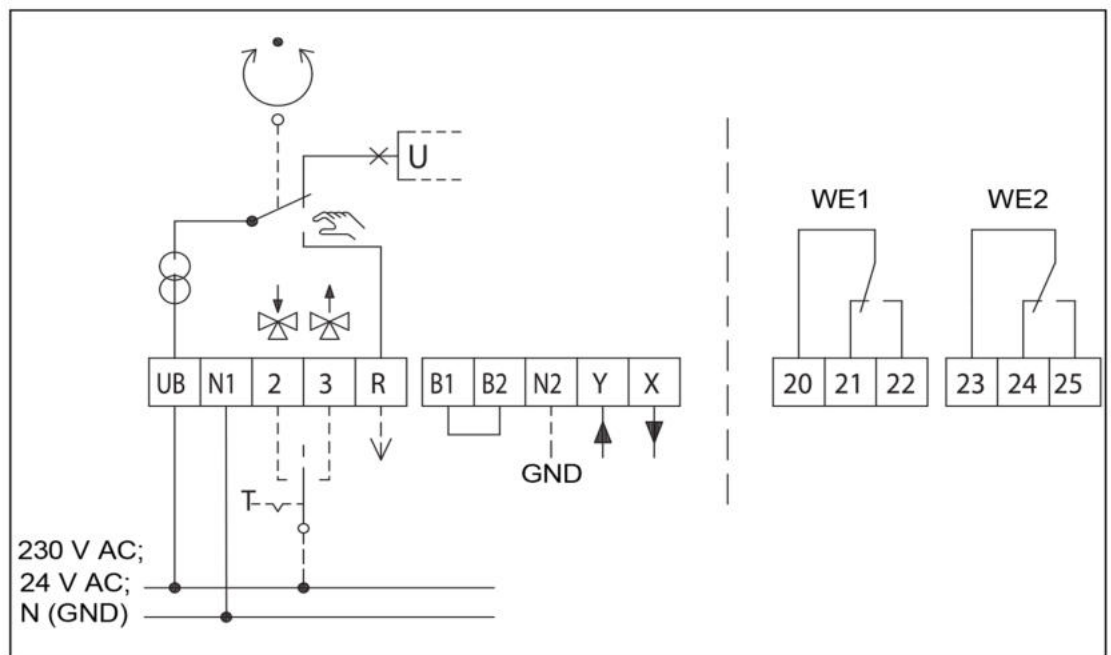 U
WE1 WE2
UB N1 2 3 R B1 B2 N2 Y X 20 21 22 23 24 25
GND
T
230 V AC;
24 V AC;
N (GND)